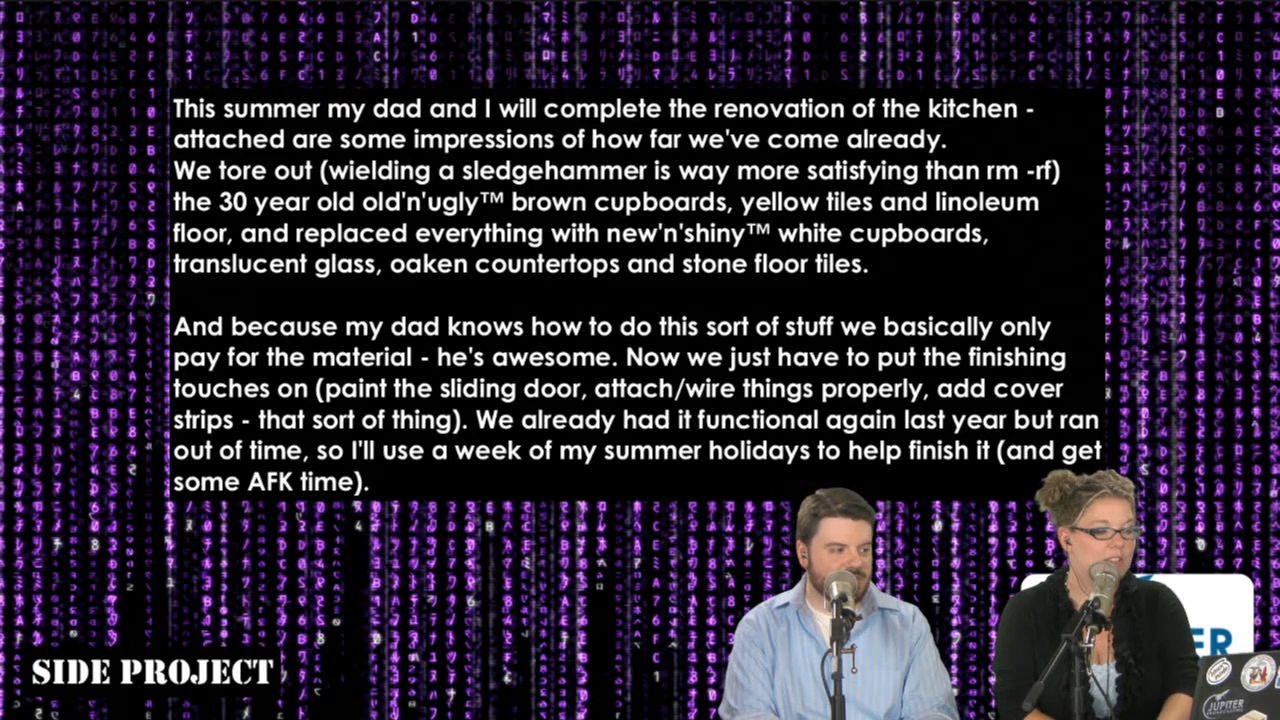 This summer my dad and I will complete the renovation of the kitchen -
attached are some impressions of how far we've come already.
We tore out (wielding a sledgehammer is way more satisfying than rm -rf)
the 30 year old old'n'ugly™ brown cupboards, yellow tiles and linoleum
floor, and replaced everything with new'n'shiny™ white cupboards,
translucent glass, oaken countertops and stone floor tiles.
And because my dad knows how to do this sort of stuff we basically only
pay for the material - he's awesome. Now we just have to put the finishing
touches on (paint the sliding door, attach/wire things properly, add cover
strips - that sort of thing). We already had it functional again last year but ran
out of time, so I'll use a week of my summer holidays to help finish it (and get
some AFK time).
SIDE PROJECT
ER
JUPITER